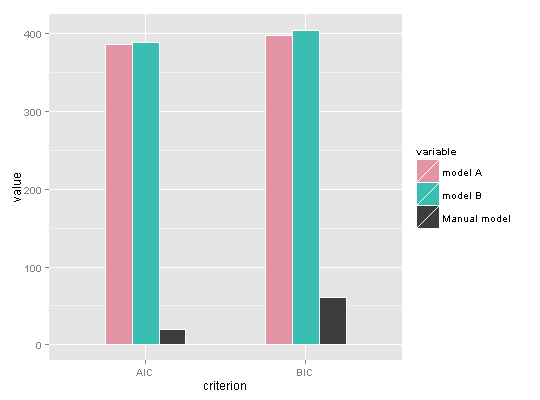 400
300
200
100
0
value
AIC
BIC
criterion
variable
model A
model B
Manual model